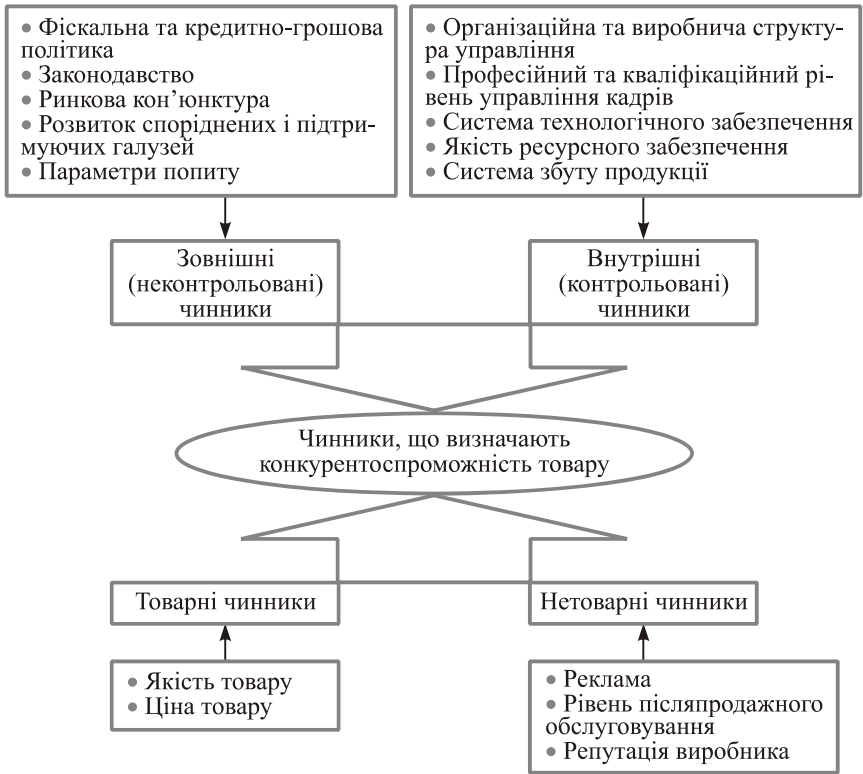 ● Фіскальна та кредитно-грошова
політика
● Законодавство
● Ринкова кон’юнктура
● Розвиток споріднених і підтри-
муючих галузей
● Параметри попиту
● Організаційна та виробнича структу-
ра управління
● Професійний та кваліфікаційний рі-
вень управління кадрів
● Система технологічного забезпечення
● Якість ресурсного забезпечення
● Система збуту продукції
Зовнішні
(неконтрольовані)
чинники
Внутрішні
(контрольовані)
чинники
Чинники, що визначають
конкурентоспроможність товару
Товарні чинники
Нетоварні чинники
● Якість товару
● Ціна товару
● Реклама
● Рівень післяпродажного
обслуговування
● Репутація виробника